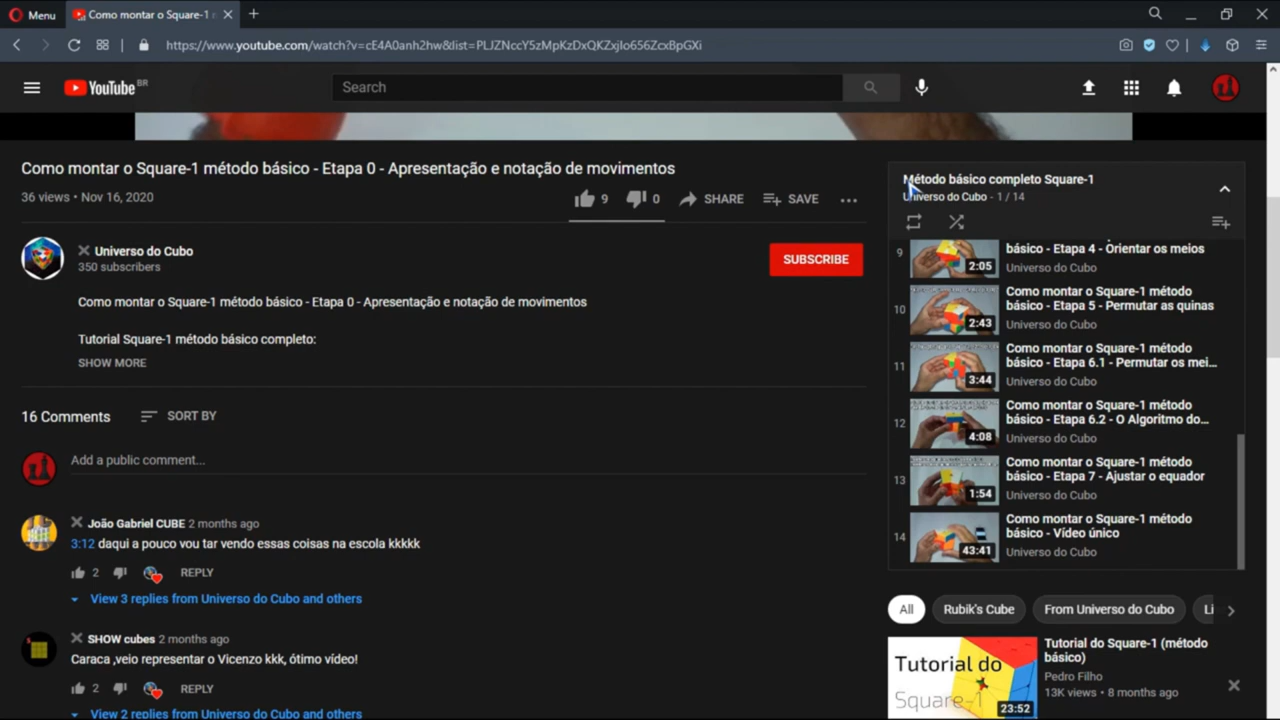 Menu
Como montar o Square-1 m
https://www.youtube.com/watch?v=cE4A0anh2hw&list=PLJZNccY5zMpKzDxQKZxjIo656ZcxBpGXi
YouTube BR
Search
Como montar o Square-1 método básico - Etapa 0 - Apresentação e notação de movimentos
36 views • Nov 16, 2020
9
0
SHARE
SAVE
Universo do Cubo
350 subscribers
SUBSCRIBE
Como montar o Square-1 método básico - Etapa 0 - Apresentação e notação de movimentos
Tutorial Square-1 método básico completo:
SHOW MORE
16 Comments
SORT BY
Add a public comment...
João Gabriel CUBE 2 months ago
3:12 daqui a pouco vou tar vendo essas coisas na escola kkkkk
2
REPLY
View 3 replies from Universo do Cubo and others
SHOW cubes 2 months ago
Caraca ,veio representar o Vicenzo kkk, ótimo vídeo!
2
REPLY
View 2 replies from Universo do Cubo and others
Método básico completo Square-1
Universo do Cubo - 1 / 14
9
2:05
básico - Etapa 4 - Orientar os meios
Universo do Cubo
10
2:43
Como montar o Square-1 método
básico - Etapa 5 - Permutar as quinas
Universo do Cubo
11
3:44
Como montar o Square-1 método
básico - Etapa 6.1 - Permutar os mei...
Universo do Cubo
12
4:08
Como montar o Square-1 método
básico - Etapa 6.2 - O Algoritmo do...
Universo do Cubo
13
1:54
Como montar o Square-1 método
básico - Etapa 7 - Ajustar o equador
Universo do Cubo
14
43:41
Como montar o Square-1 método
básico - Vídeo único
Universo do Cubo
All
Rubik's Cube
From Universo do Cubo
Li
Tutorial do
Square-1
23:52
Tutorial do Square-1 (método
básico)
Pedro Filho
13K views • 8 months ago